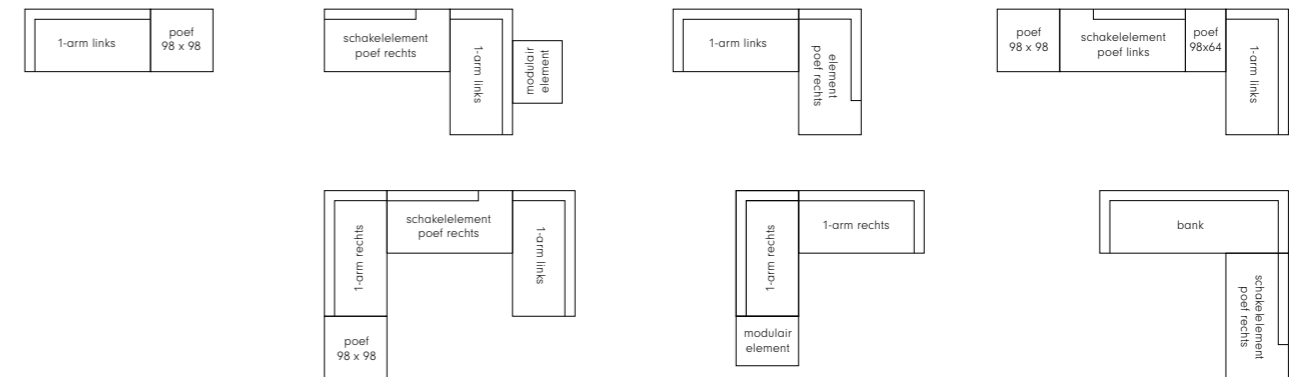 1-arm links
poef
98 x 98
schakelelement
poef rechts
1-arm links
modulair
element
1-arm links
element
poef rechts
poef
98 x 98
schakelelement
poef links
poef
98x64
1-arm links
1-arm rechts
schakelelement
poef rechts
1-arm links
poef
98 x 98
1-arm rechts
1-arm rechts
modulair
element
bank
schakelelement
poef rechts